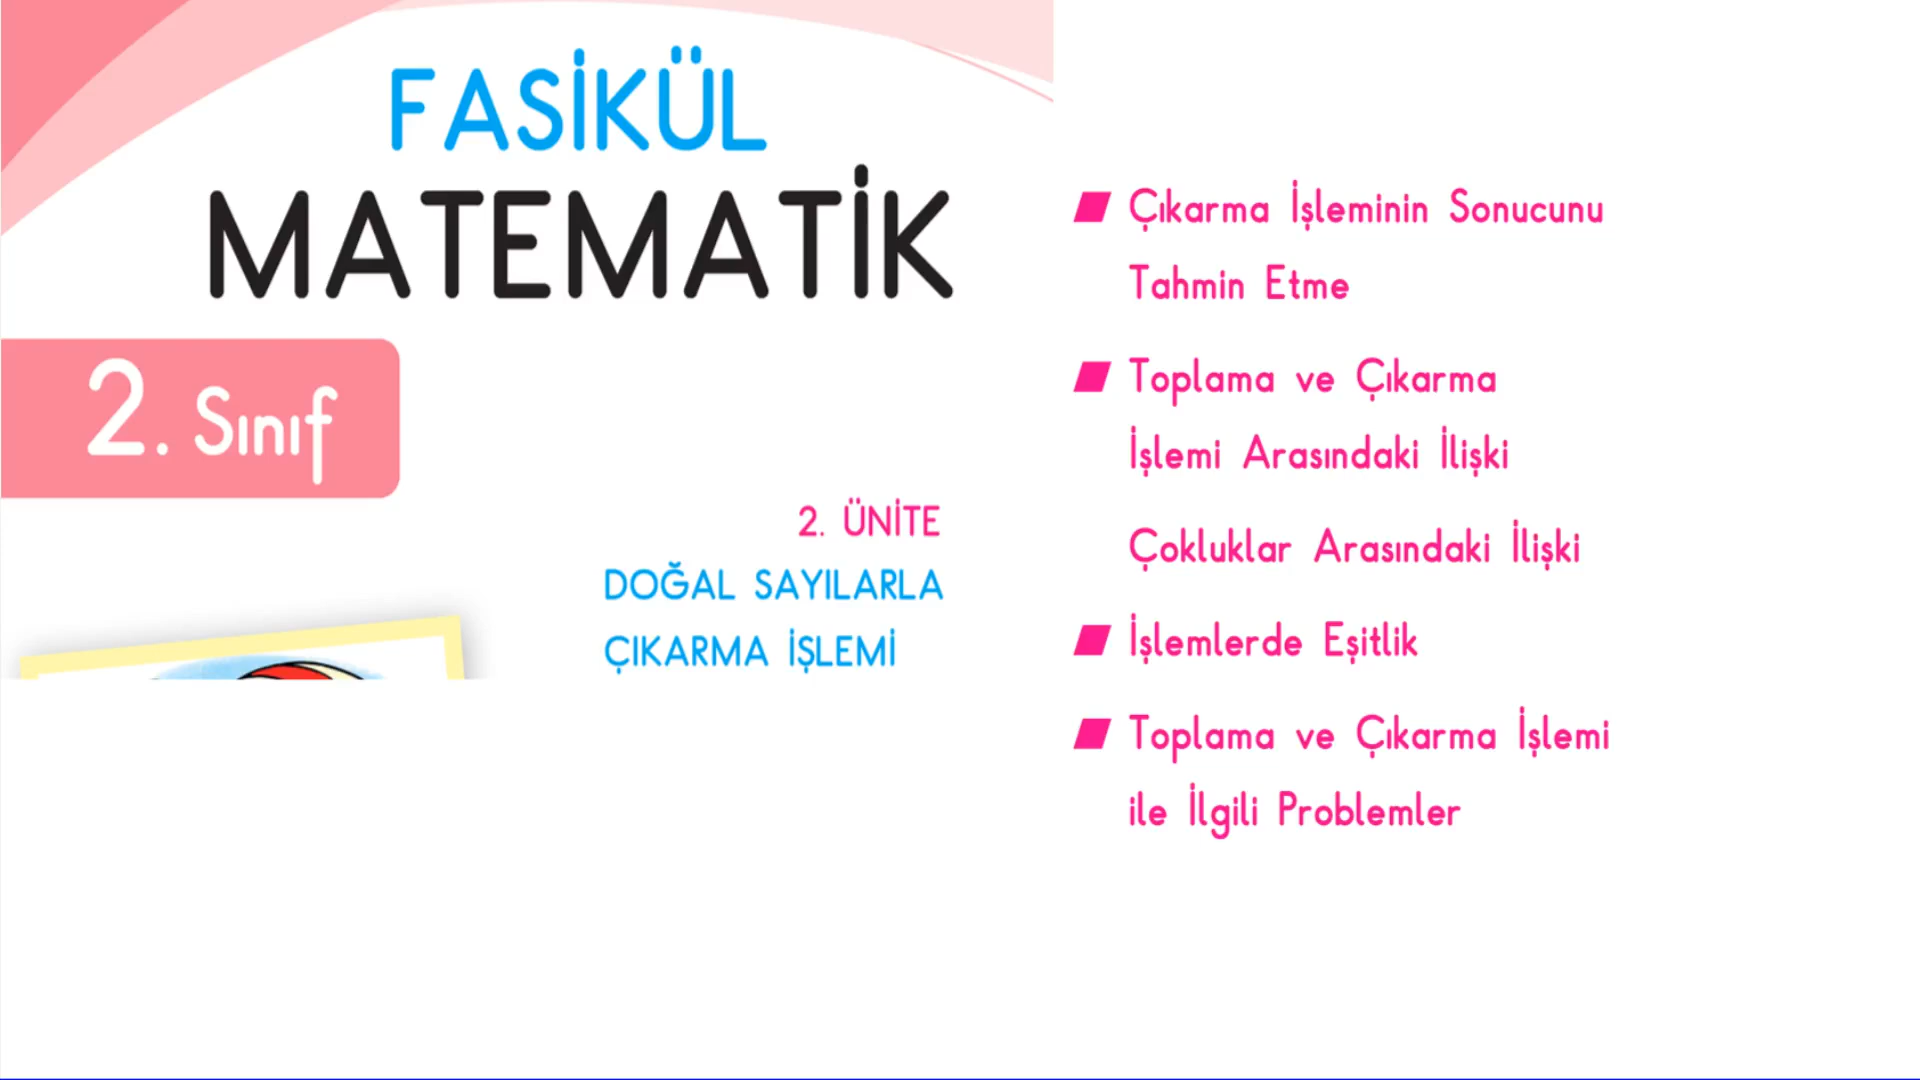 FASİKÜL
MATEMATİK
2. Sınıf
2. ÜNİTE
DOĞAL SAYILARLA
ÇIKARMA İŞLEMİ
Çıkarma İşleminin Sonucunu
Tahmin Etme
Toplama ve Çıkarma
İşlemi Arasındaki İlişki
Çokluklar Arasındaki İlişki
İşlemlerde Eşitlik
Toplama ve Çıkarma İşlemi
ile İlgili Problemler